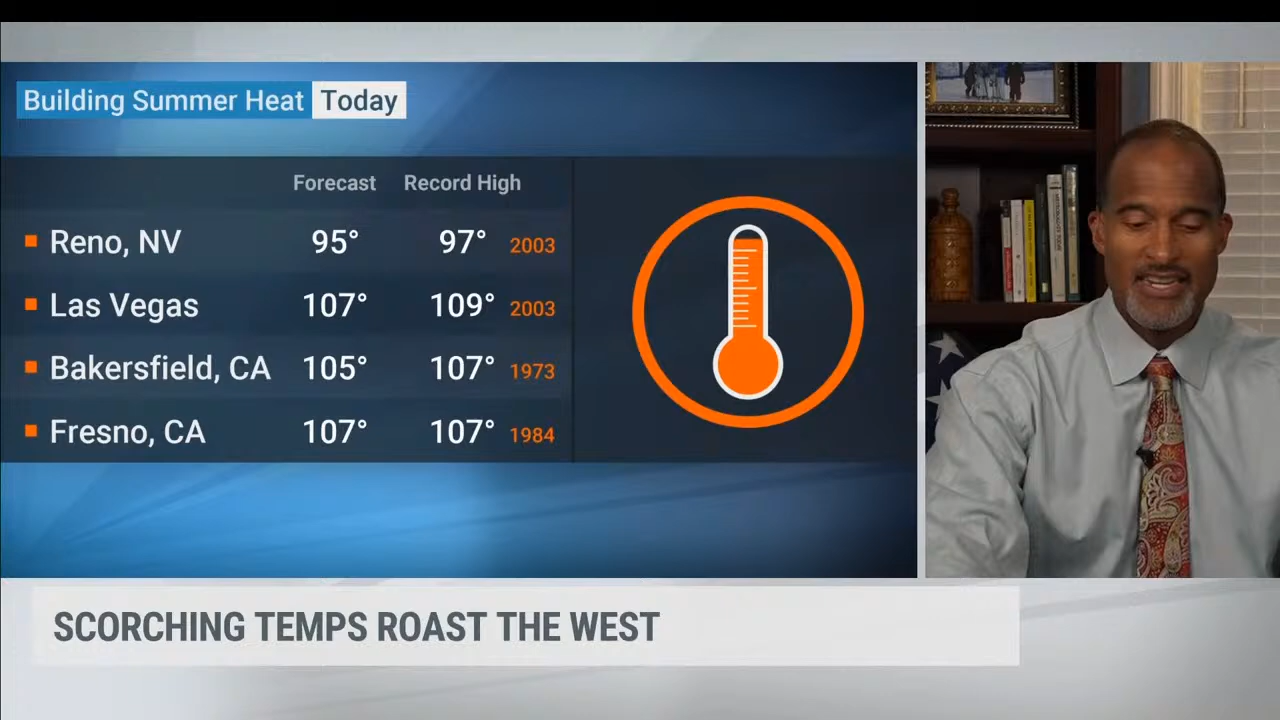 Building Summer Heat Today
Forecast Record High
Reno, NV 95° 97° 2003
Las Vegas 107° 109° 2003
Bakersfield, CA 105° 107° 1973
Fresno, CA 107° 107° 1984
SCORCHING TEMPS ROAST THE WEST